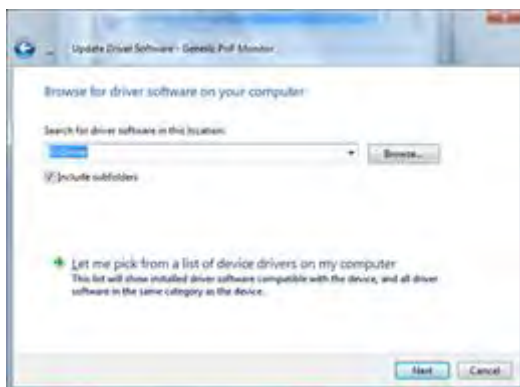 Update Driver Software - Generic PnP Monitor
Browse for driver software on your computer
Search for driver software in this location:
Browse...
Include subfolders
Let me pick from a list of device drivers on my computer
This list will show installed driver software compatible with the device, and all driver
software in the same category as the device.
Next
Cancel